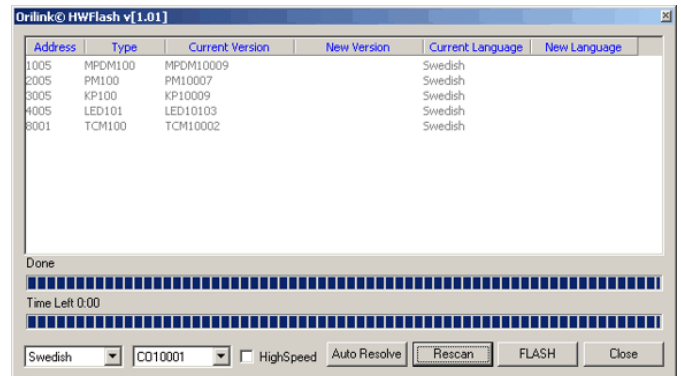 Orilink© HWFlash v[1.01]
Address Type Current Version New Version Current Language New Language
1005 MPDM100 MPDM10009 Swedish
2005 PM100 PM10007 Swedish
3005 KP100 KP10009 Swedish
4005 LED101 LED10103 Swedish
8001 TCM100 TCM10002 Swedish
Done
Time Left 0:00
Swedish CO10001 HighSpeed Auto Resolve Rescan FLASH Close